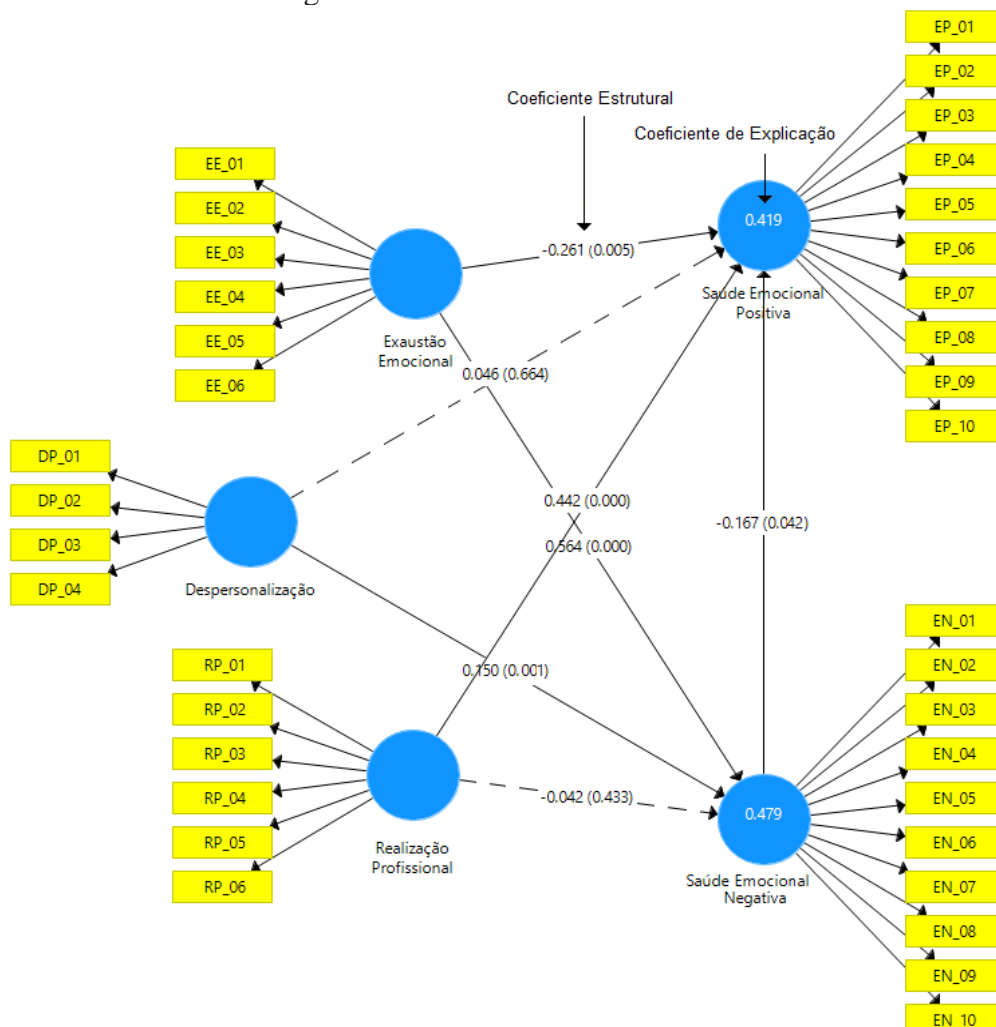 EP_01
EP_02
EP_03
EP_04
EP_05
EP_06
EP_07
EP_08
EP_09
EP_10
Coeficiente Estrutural
Coeficiente de Explicação
EE_01
EE_02
EE_03
EE_04
EE_05
EE_06
0.419
-0.261 (0.005)
Saúde Emocional
Positiva
Exaustão
Emocional
0.046 (0.664)
DP_01
DP_02
DP_03
DP_04
Despersonalização
0.442 (0.000)
0.564 (0.000)
-0.167 (0.042)
0.150 (0.001)
RP_01
RP_02
RP_03
RP_04
RP_05
RP_06
-0.042 (0.433)
Realização
Profissional
0.479
Saúde Emocional
Negativa
EN_01
EN_02
EN_03
EN_04
EN_05
EN_06
EN_07
EN_08
EN_09
EN_10